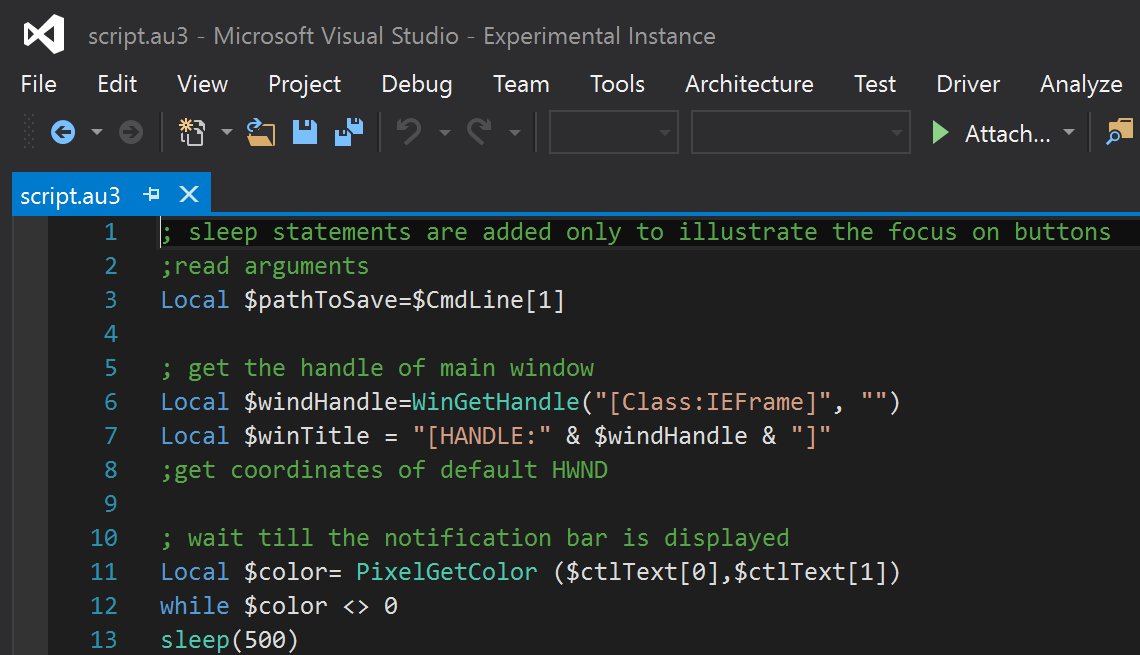 script.au3 - Microsoft Visual Studio - Experimental Instance
File Edit View Project Debug Team Tools Architecture Test Driver Analyze
Attach...
script.au3
1 ; sleep statements are added only to illustrate the focus on buttons
2 ;read arguments
3 Local $pathToSave=$CmdLine[1]
4
5 ; get the handle of main window
6 Local $windHandle=WinGetHandle("[Class:IEFrame]", "")
7 Local $winTitle = "[HANDLE:" & $windHandle & "]"
8 ;get coordinates of default HWND
9
10 ; wait till the notification bar is displayed
11 Local $color= PixelGetColor ($ctlText[0],$ctlText[1])
12 while $color <> 0
13 sleep(500)